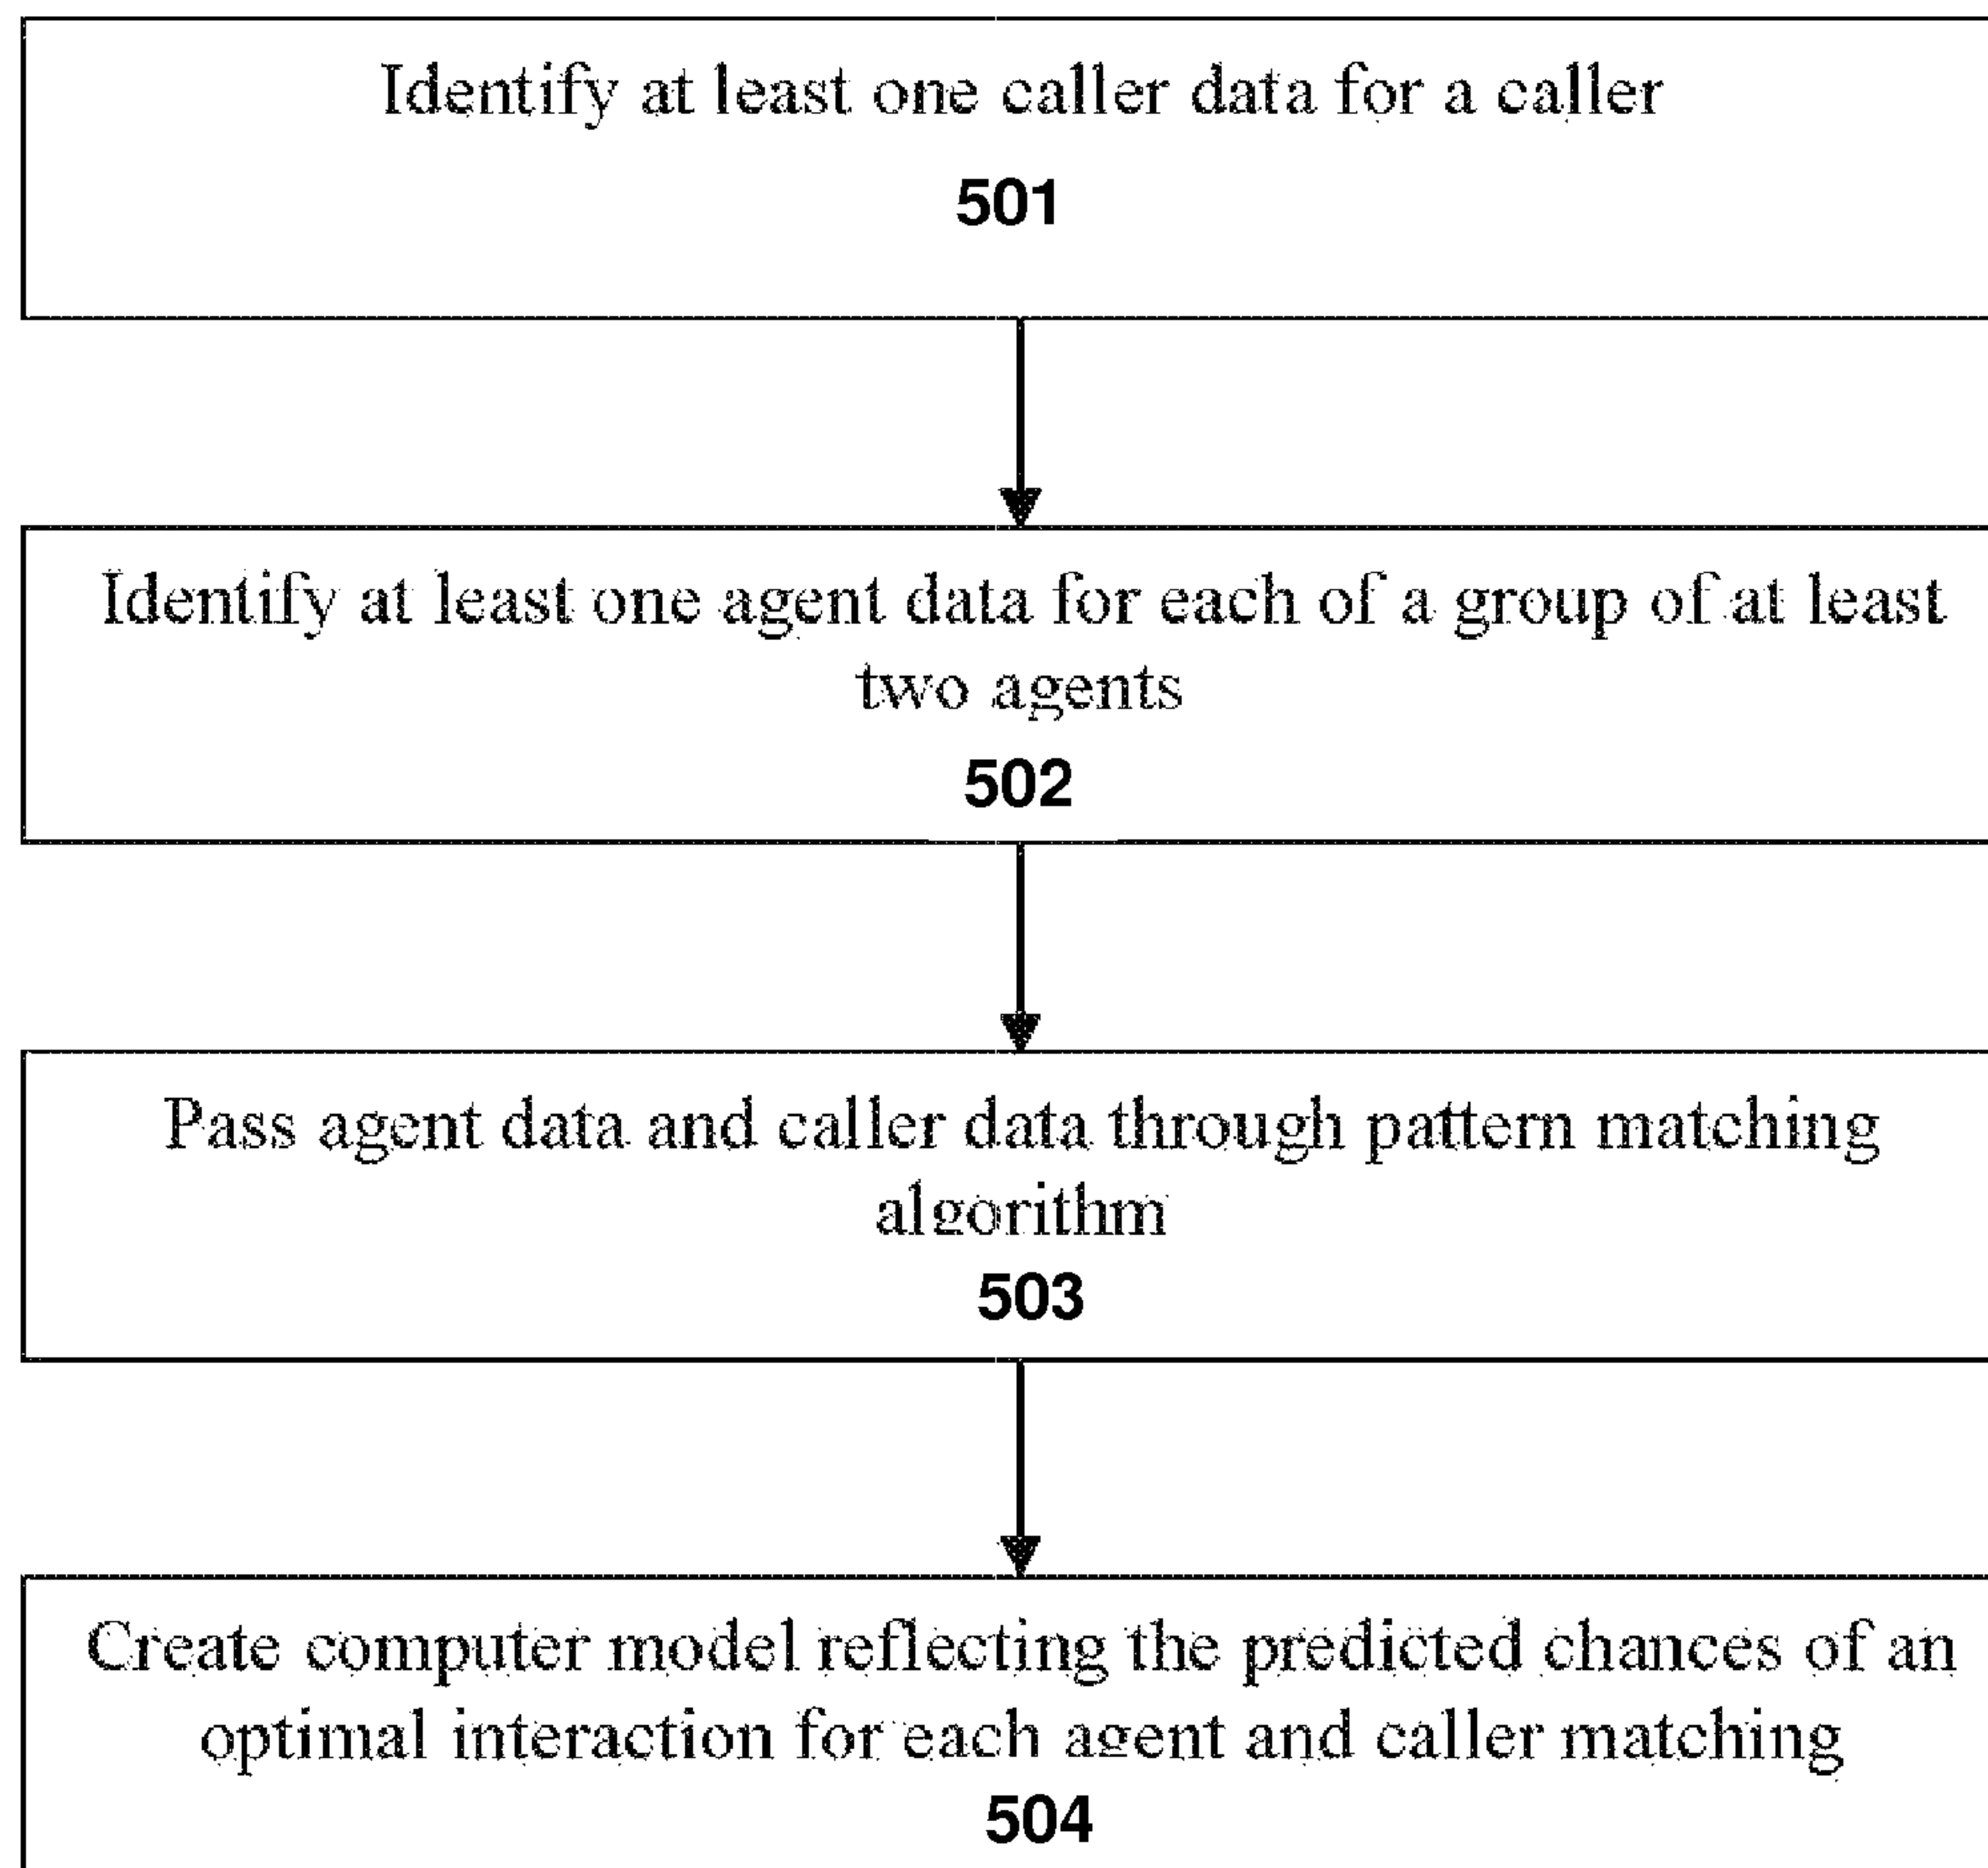 Identify at least one caller data for a caller
501
Identify at least one agent data for each of a group of at least
two agents
502
Pass agent data and caller data through pattern matching
algorithm
503
Create computer model reflecting the predicted chances of an
optimal interaction for each agent and caller matching
504